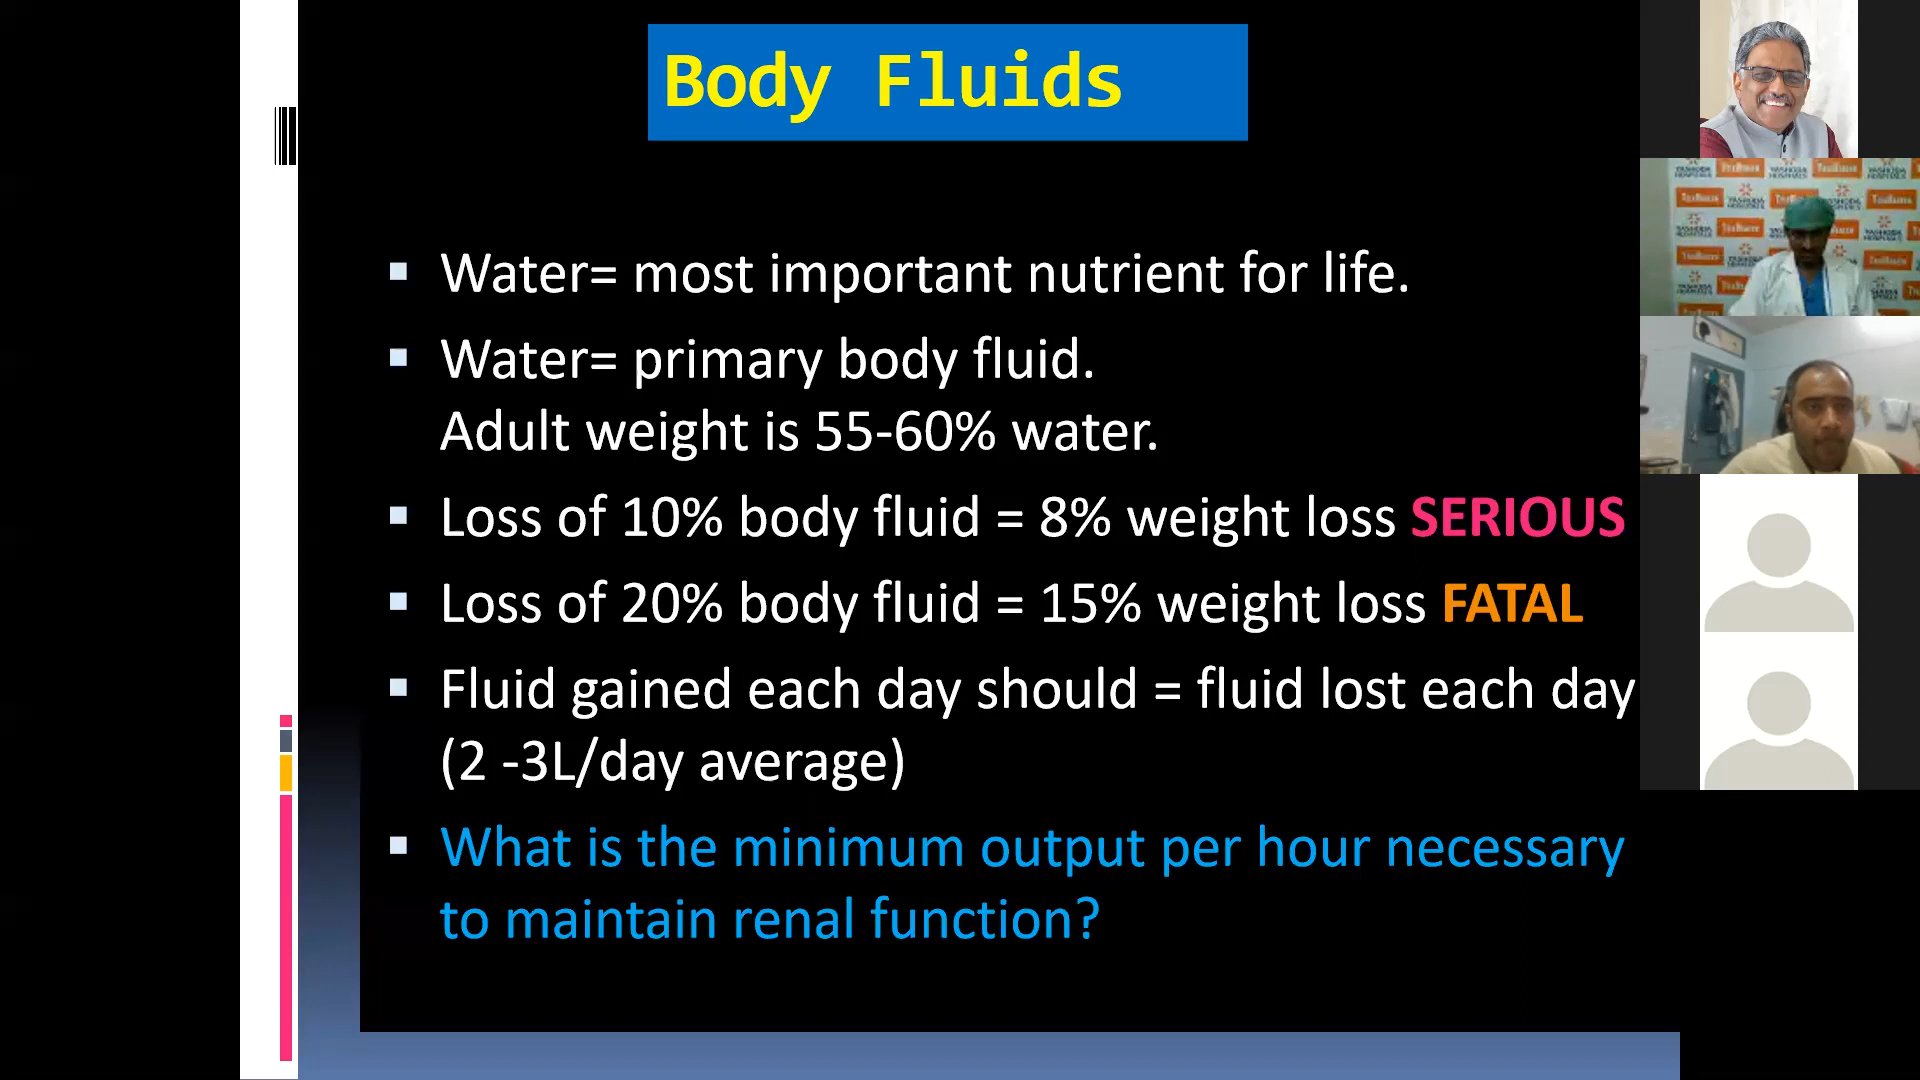 Body Fluids
Water= most important nutrient for life.
Water= primary body fluid.
Adult weight is 55-60% water.
Loss of 10% body fluid = 8% weight loss SERIOUS
Loss of 20% body fluid = 15% weight loss FATAL
Fluid gained each day should = fluid lost each day
(2 -3L/day average)
What is the minimum output per hour necessary
to maintain renal function?
YASHODA
HOSPITALS